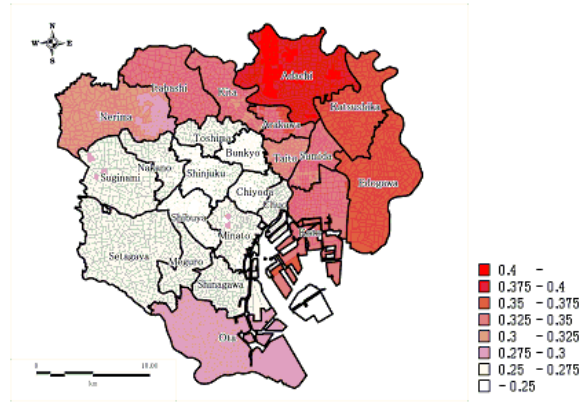 N
W E
S
Adachi
Itabashi
Kita
Katsushika
Nerima
Arakawa
Toshima
Bunkyo
Taito
Sumida
Nakano
Suginami
Shinjuku
Edogawa
Chiyoda
Chuo
Shibuya
Minato
Koto
Setagaya
Meguro
Shinagawa
Ota
0 10.00
km
0.4 -
0.375 - 0.4
0.35 - 0.375
0.325 - 0.35
0.3 - 0.325
0.275 - 0.3
0.25 - 0.275
- 0.25